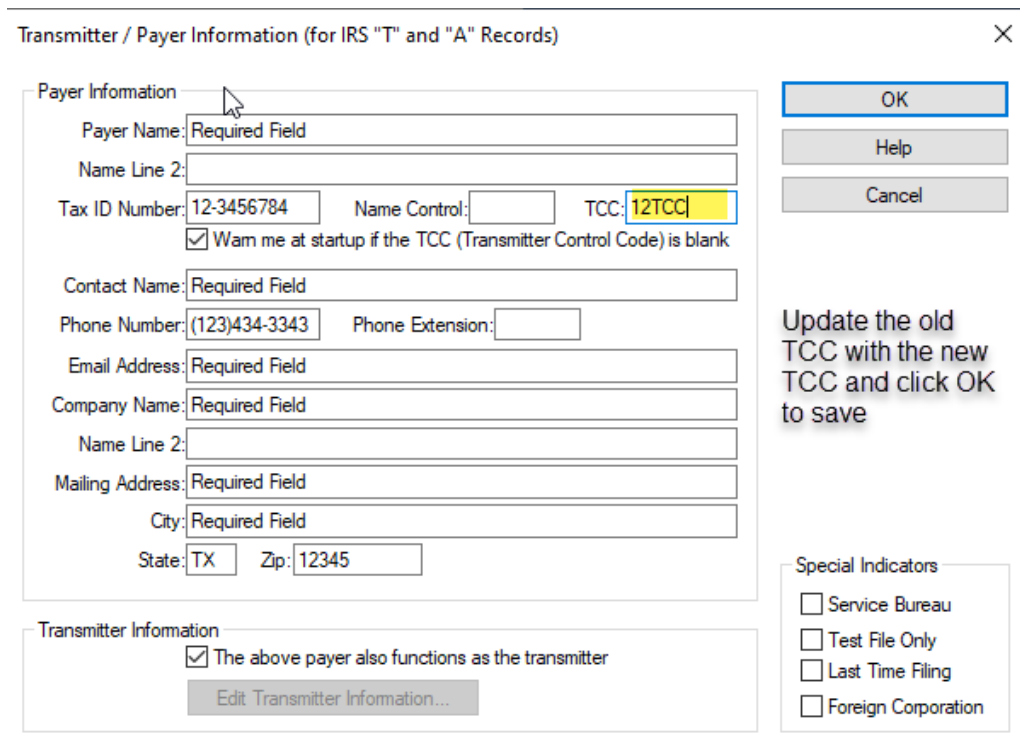 Transmitter / Payer Information (for IRS "T" and "A" Records)
Payer Information
Payer Name: Required Field
Name Line 2:
Tax ID Number: 12-3456784 Name Control: TCC: 12TCC
Warn me at startup if the TCC (Transmitter Control Code) is blank
Contact Name: Required Field
Phone Number: (123)434-3343 Phone Extension:
Email Address: Required Field
Company Name: Required Field
Name Line 2:
Mailing Address: Required Field
City: Required Field
State: TX Zip: 12345
Transmitter Information
The above payer also functions as the transmitter
Edit Transmitter Information...
OK
Help
Cancel
Update the old
TCC with the new
TCC and click OK
to save
Special Indicators
Service Bureau
Test File Only
Last Time Filing
Foreign Corporation